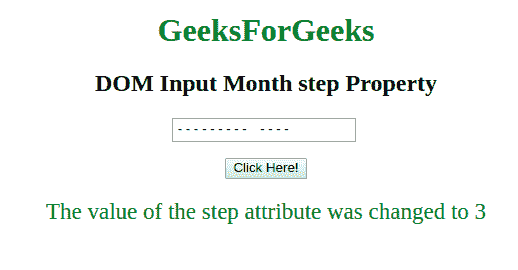 GeeksForGeeks
DOM Input Month step Property
--------- ----
Click Here!
The value of the step attribute was changed to 3